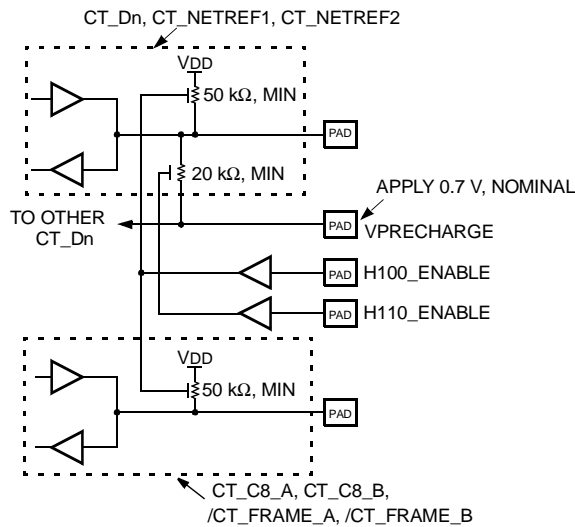 CT_Dn, CT_NETREF1, CT_NETREF2
VDD
50 kΩ, MIN
PAD
20 kΩ, MIN
APPLY 0.7 V, NOMINAL
TO OTHER
CT_Dn
PAD
VPRECHARGE
PAD
H100_ENABLE
PAD
H110_ENABLE
VDD
50 kΩ, MIN
PAD
CT_C8_A, CT_C8_B,
/CT_FRAME_A, /CT_FRAME_B